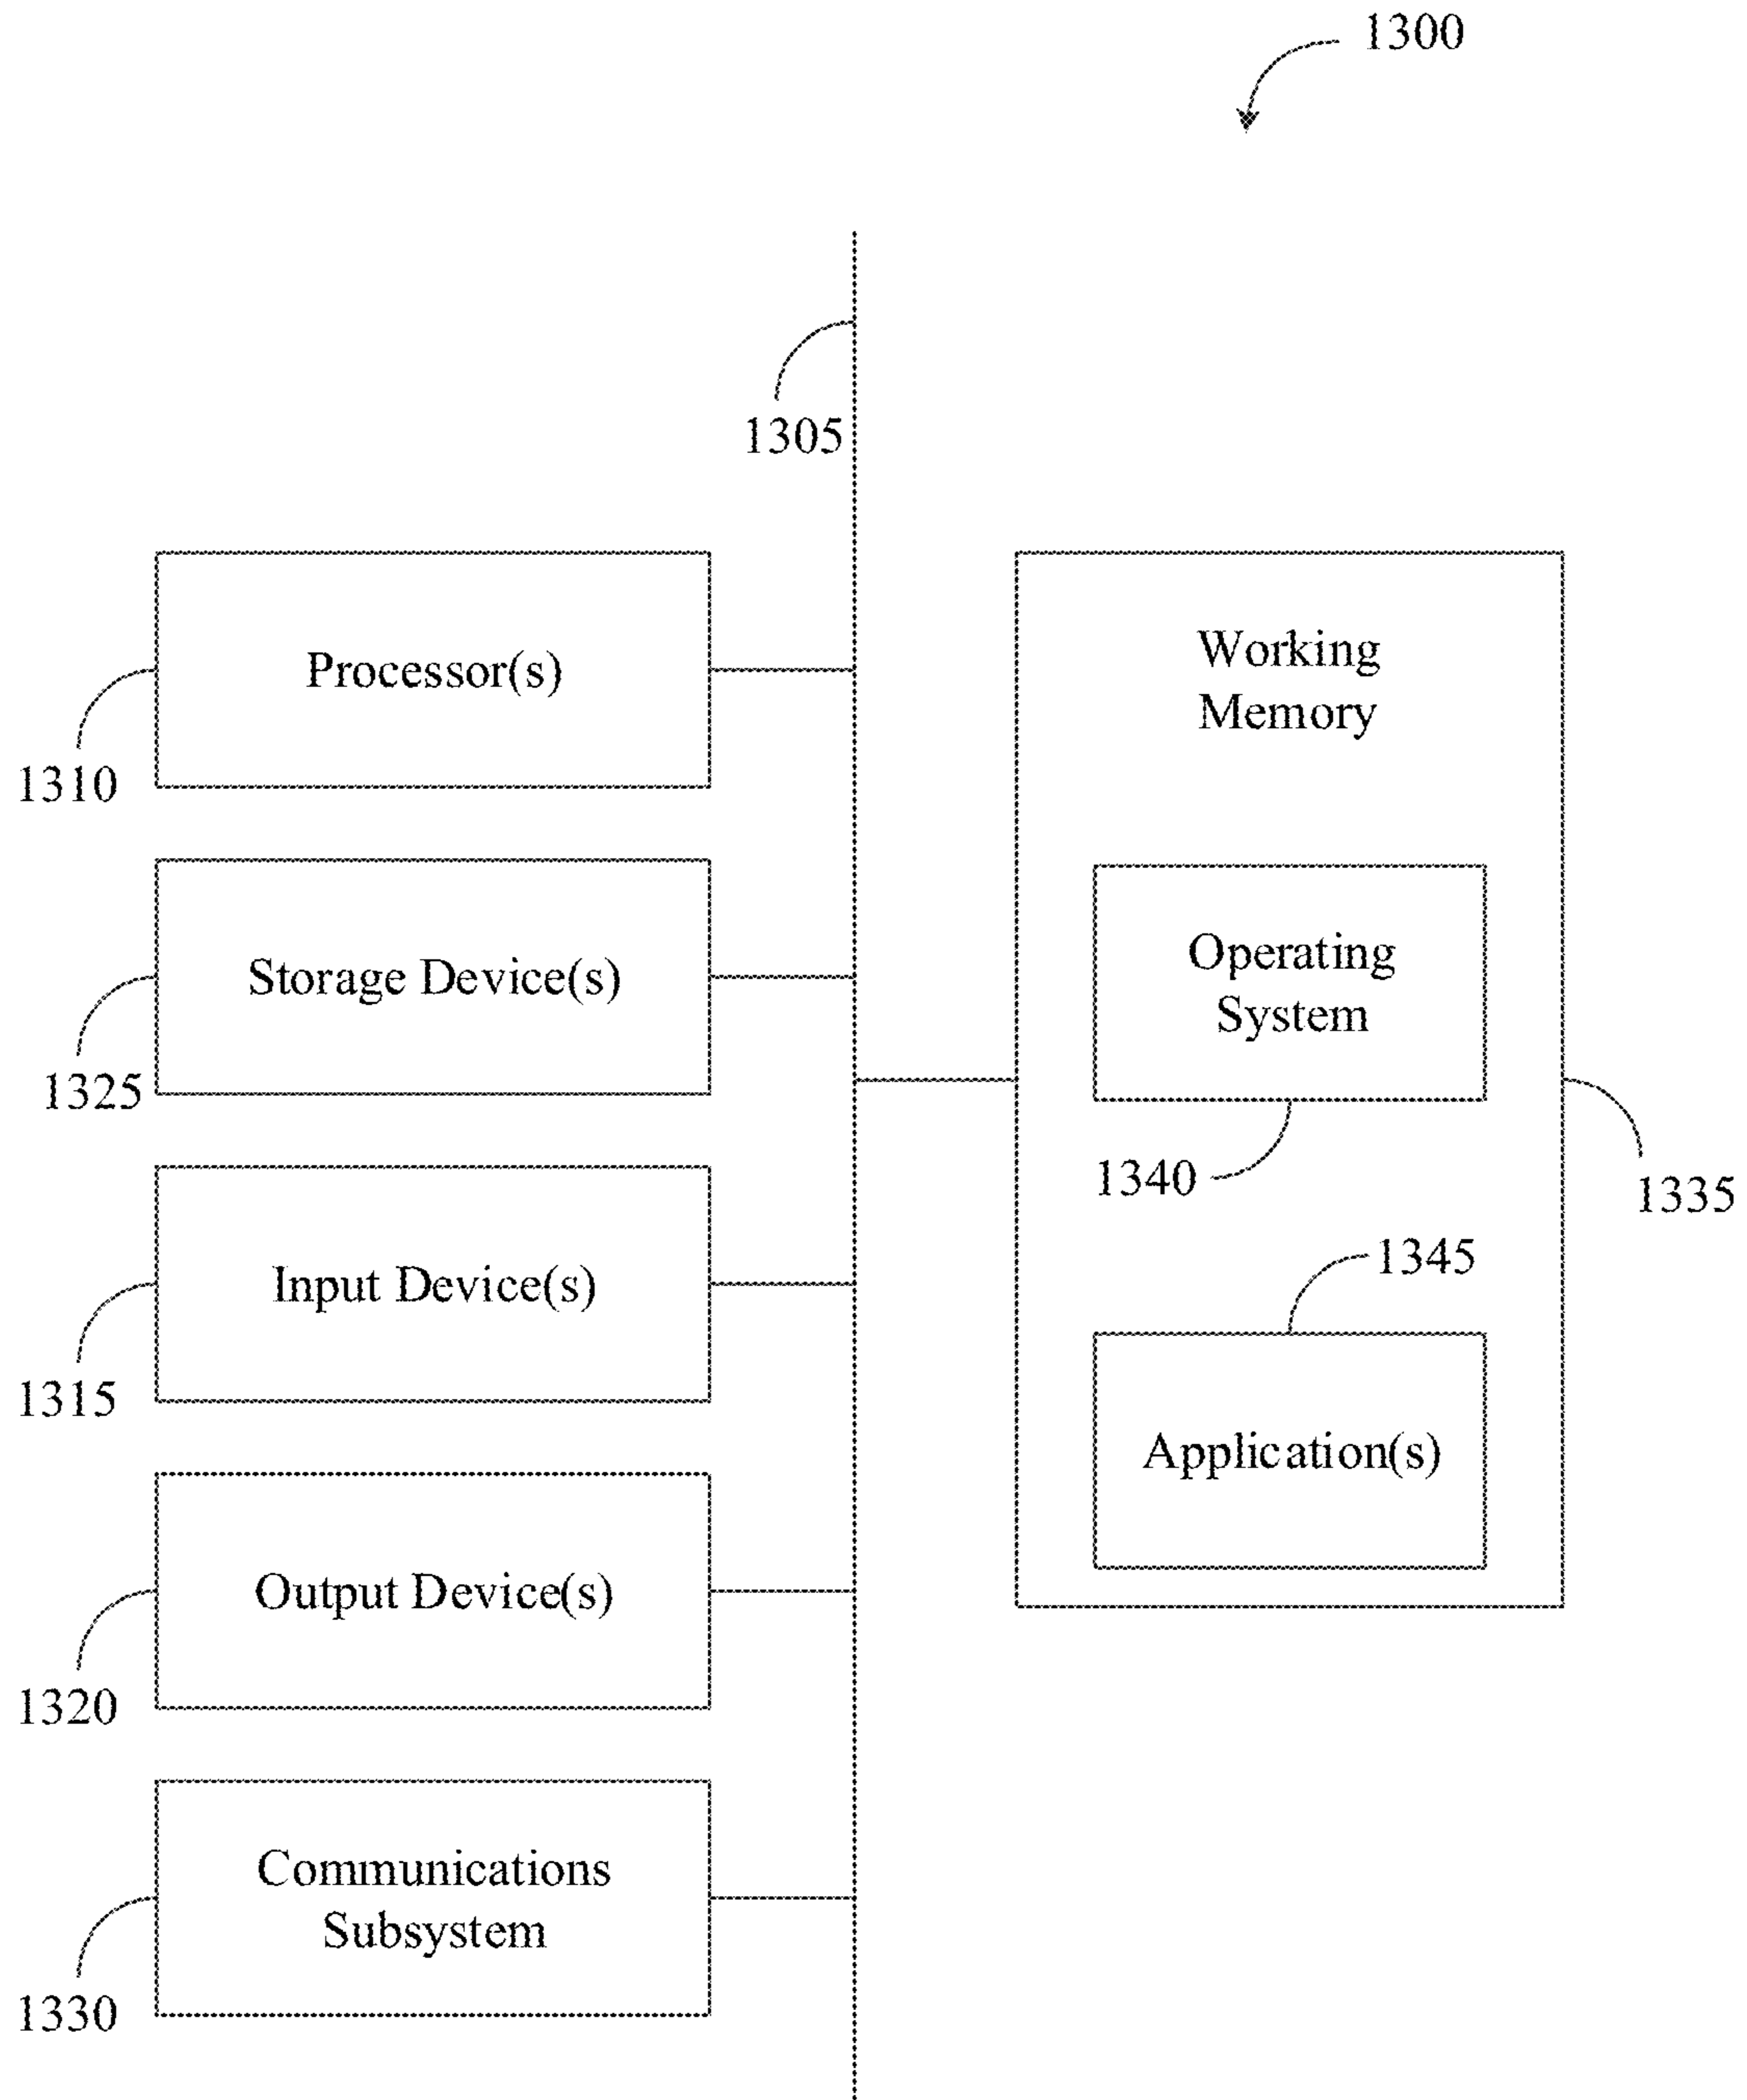 1300
1305
Processor(s)
1310
Storage Device(s)
1325
Input Device(s)
1315
Output Device(s)
1320
Communications
Subsystem
1330
Working
Memory
Operating
System
1340
1335
1345
Application(s)